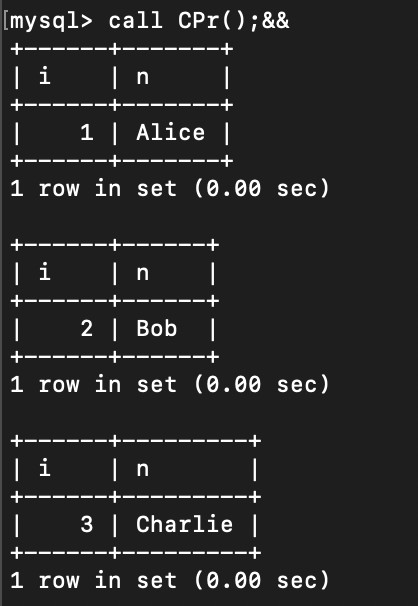 [mysql> call CPr();&&
+------+-------+
| i    | n     |
+------+-------+
|    1 | Alice |
+------+-------+
1 row in set (0.00 sec)

+------+------+
| i    | n    |
+------+------+
|    2 | Bob  |
+------+------+
1 row in set (0.00 sec)

+------+---------+
| i    | n       |
+------+---------+
|    3 | Charlie |
+------+---------+
1 row in set (0.00 sec)